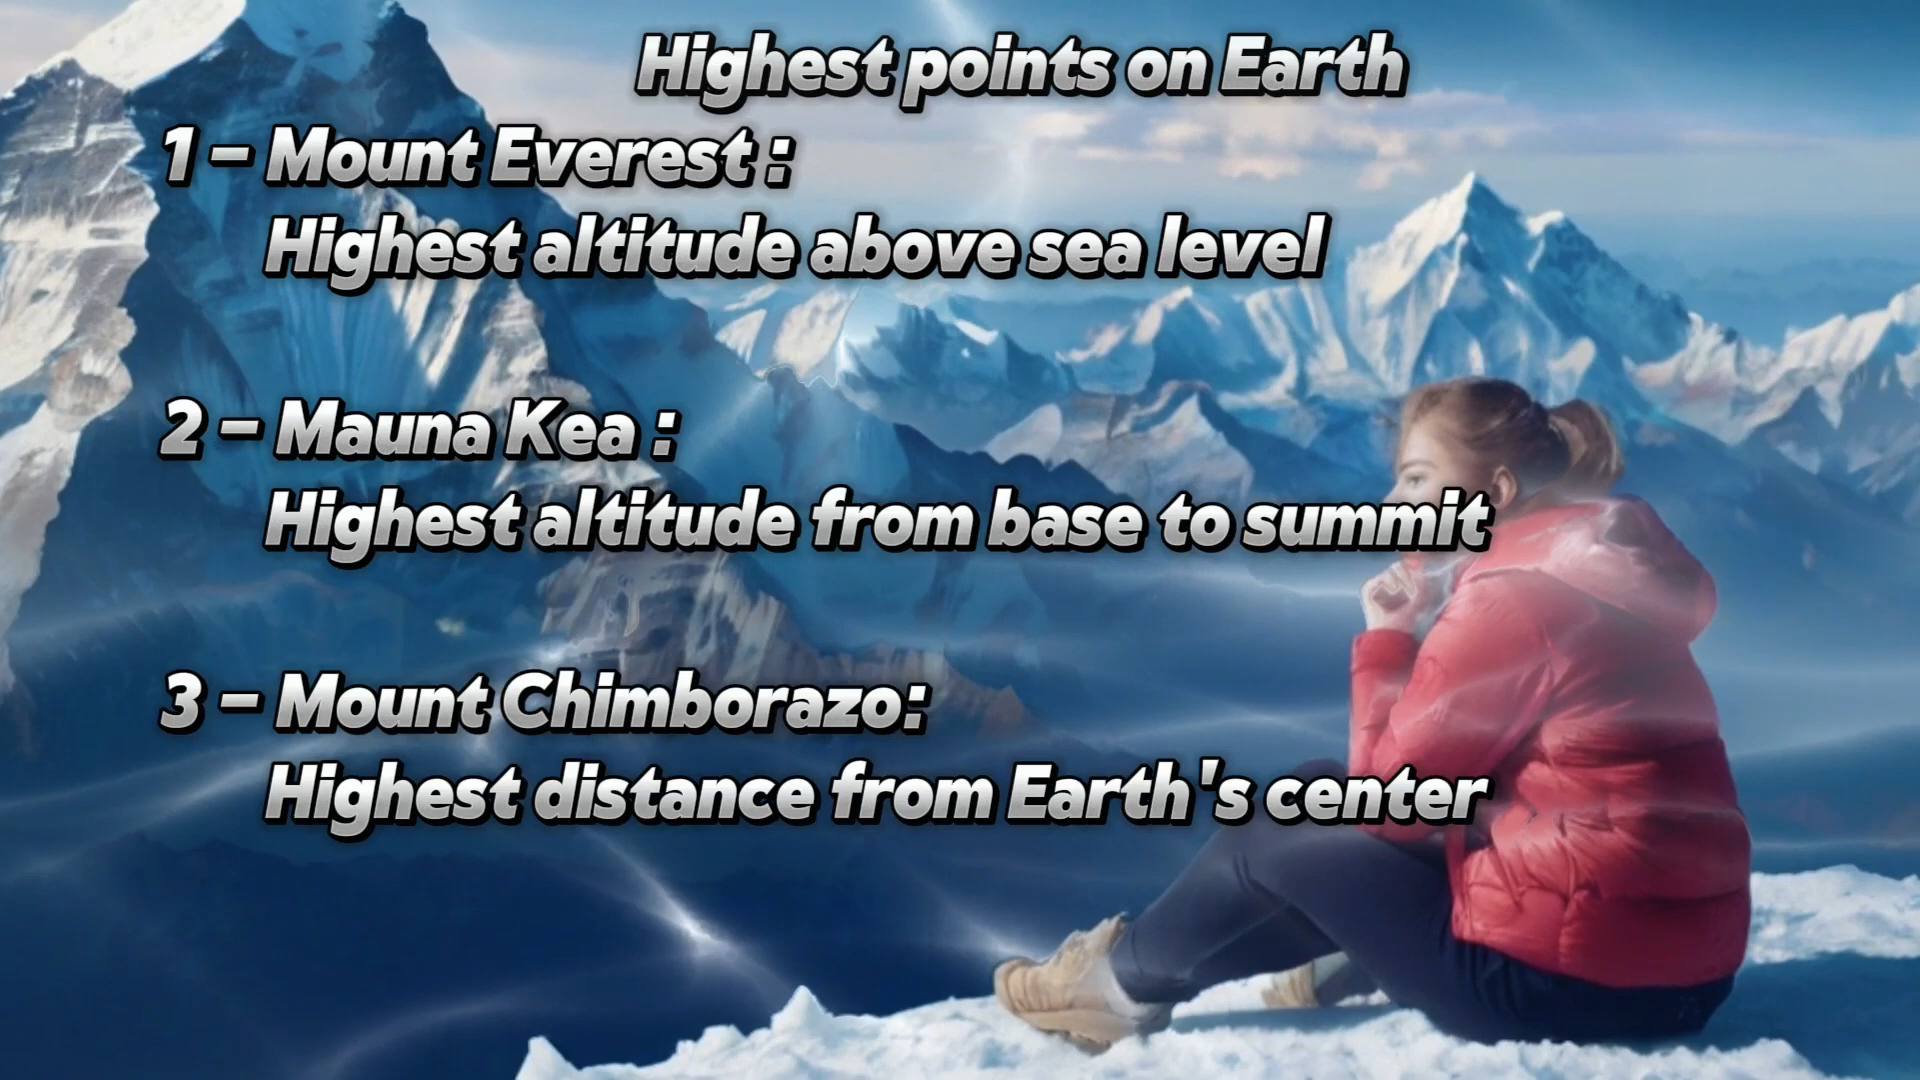 Highest points on Earth
1 – Mount Everest :
Highest altitude above sea level
2 – Mauna Kea :
Highest altitude from base to summit
3 – Mount Chimborazo:
Highest distance from Earth's center